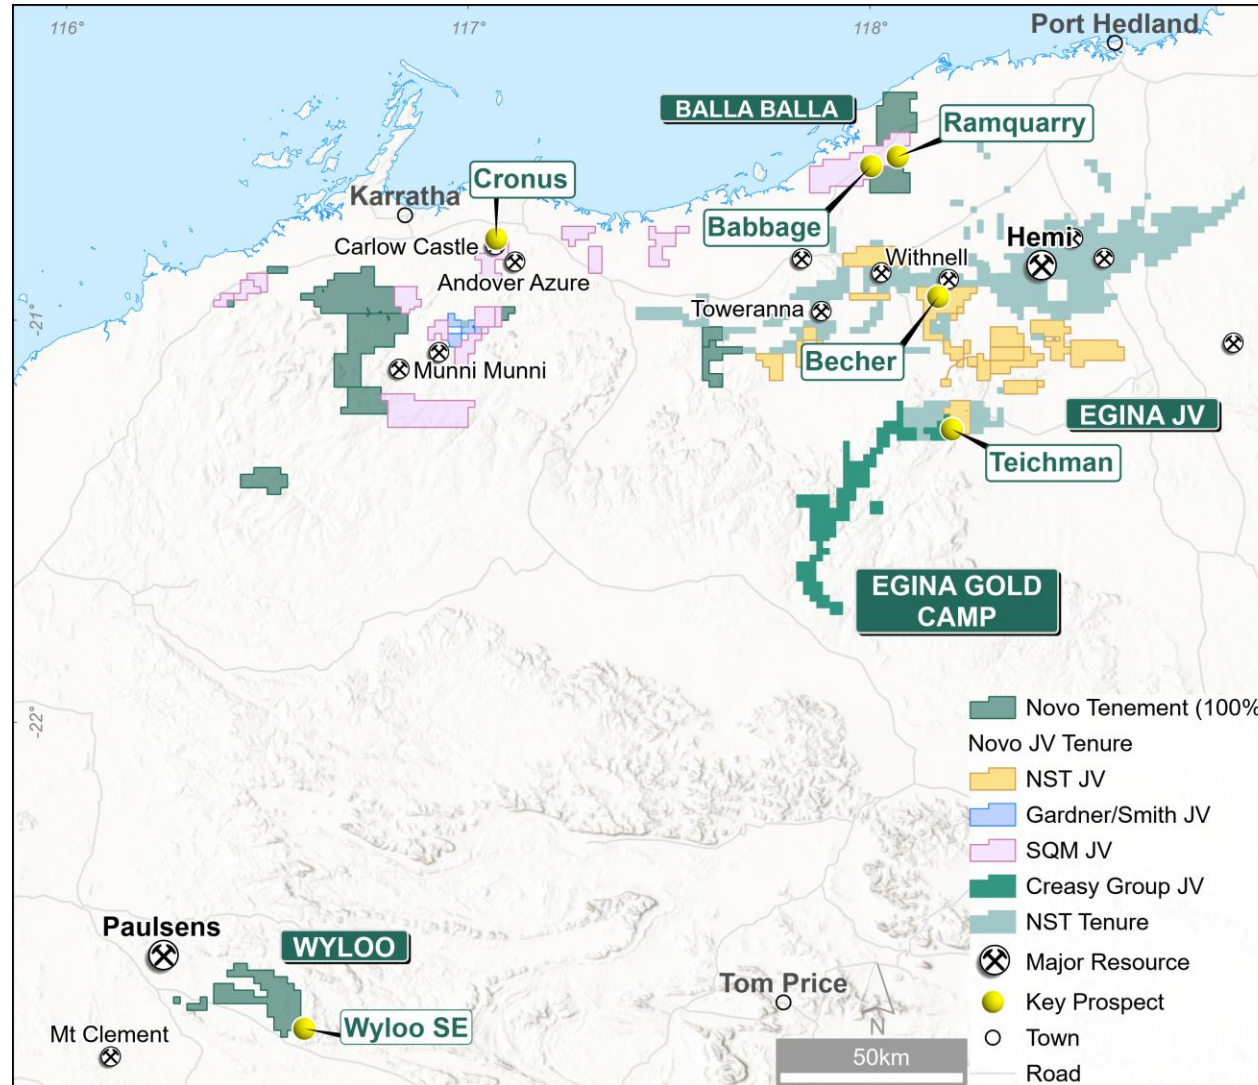 116°
117°
118°
Port Hedland
BALLA BALLA
Ramquarry
Cronus
Karratha
Babbage
Carlow Castle
Hemi
Withnell
Andover Azure
-21°
Toweranna
Becher
Munni Munni
EGINA JV
Teichman
EGINA GOLD
CAMP
-22°
Novo Tenement (100%
Novo JV Tenure
NST JV
Gardner/Smith JV
SQM JV
Creasy Group JV
NST Tenure
Major Resource
Key Prospect
Town
Road
Paulsens
WYLOO
Tom Price
Wyloo SE
Mt Clement
N
50km